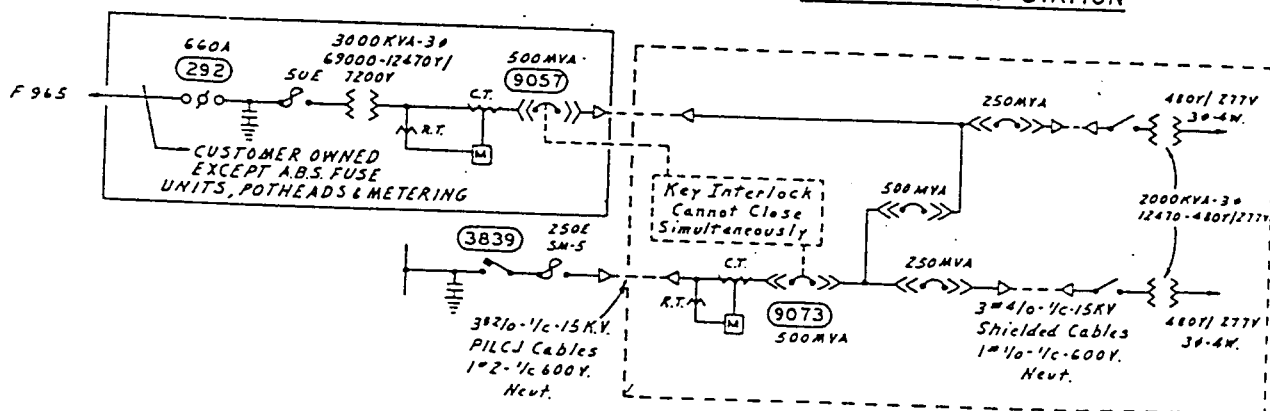 STATION
660A
292
F965
50E
3000KVA-3ϕ
69000-12470Y/
7200V
C.T.
500MVA
9057
R.T.
M
CUSTOMER OWNED
EXCEPT A.B.S. FUSE
UNITS, POTHEADS & METERING
Key Interlock
Cannot Close
Simultaneously
250MVA
480Y/277V
3ϕ-4W.
500MVA
2000KVA-3ϕ
12470-480Y/277V
3839
250E
SM-5
C.T.
R.T.
M
9073
500MVA
250MVA
3#2/0-1/c-15K.V.
PILCJ Cables
1#2-1/c 600V.
Neut.
3#4/0-1/c-15KV
Shielded Cables
1#1/0-1/c-600V.
Neut.
480Y/277V
3ϕ-4W.